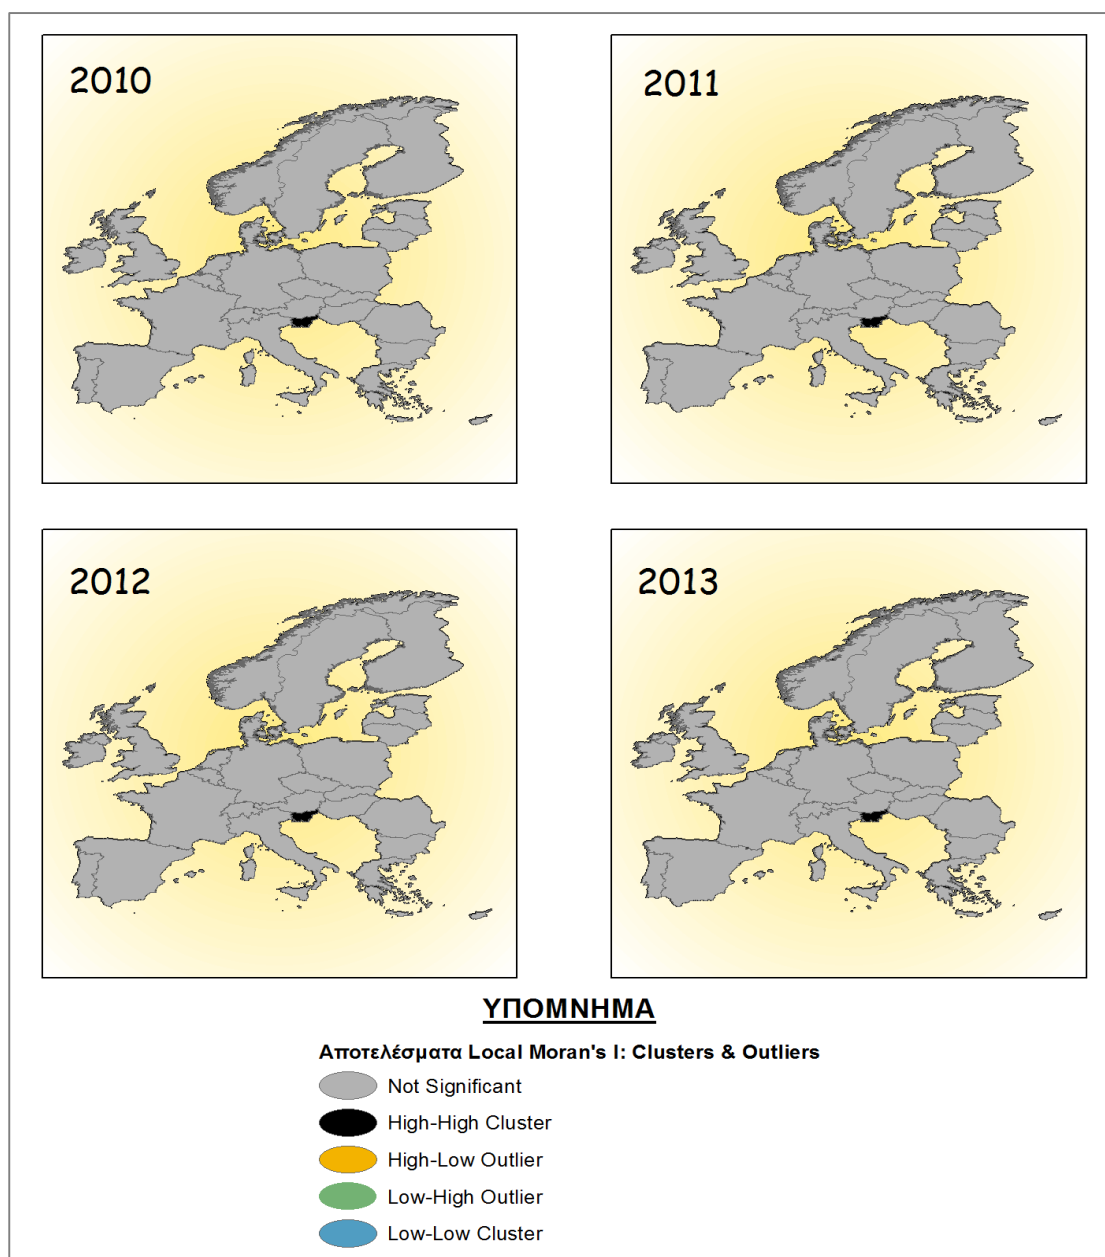 2010
2011
2012
2013
ΥΠΟΜΝΗΜΑ
Αποτελέσματα Local Moran's I: Clusters & Outliers
Not Significant
High-High Cluster
High-Low Outlier
Low-High Outlier
Low-Low Cluster